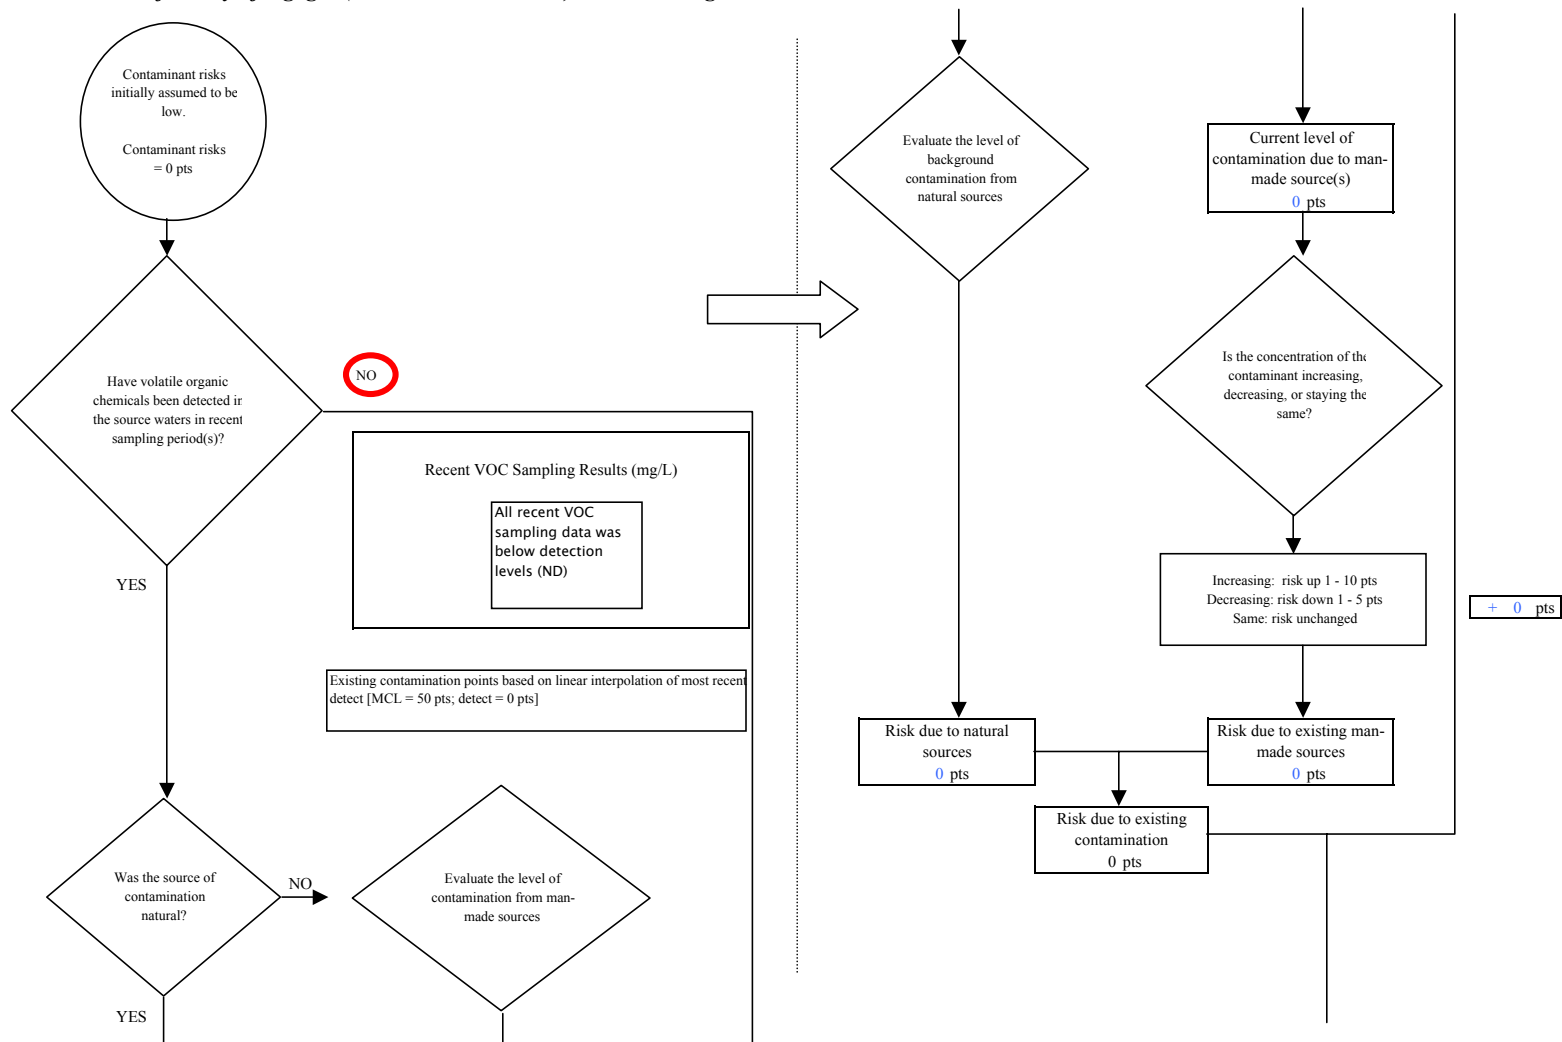 Contaminant risks
initially assumed to be
low.
Contaminant risks
= 0 pts
Have volatile organic
chemicals been detected in
the source waters in recent
sampling period(s)?
NO
Recent VOC Sampling Results (mg/L)
All recent VOC
sampling data was
below detection
levels (ND)
YES
Existing contamination points based on linear interpolation of most recent
detect [MCL = 50 pts; detect = 0 pts]
Was the source of
contamination
natural?
NO
Evaluate the level of
contamination from man-
made sources
YES
Evaluate the level of
background
contamination from
natural sources
Current level of
contamination due to man-
made source(s)
0 pts
Is the concentration of the
contaminant increasing,
decreasing, or staying the
same?
Increasing: risk up 1 - 10 pts
Decreasing: risk down 1 - 5 pts
Same: risk unchanged
+ 0 pts
Risk due to natural
sources
0 pts
Risk due to existing man-
made sources
0 pts
Risk due to existing
contamination
0 pts